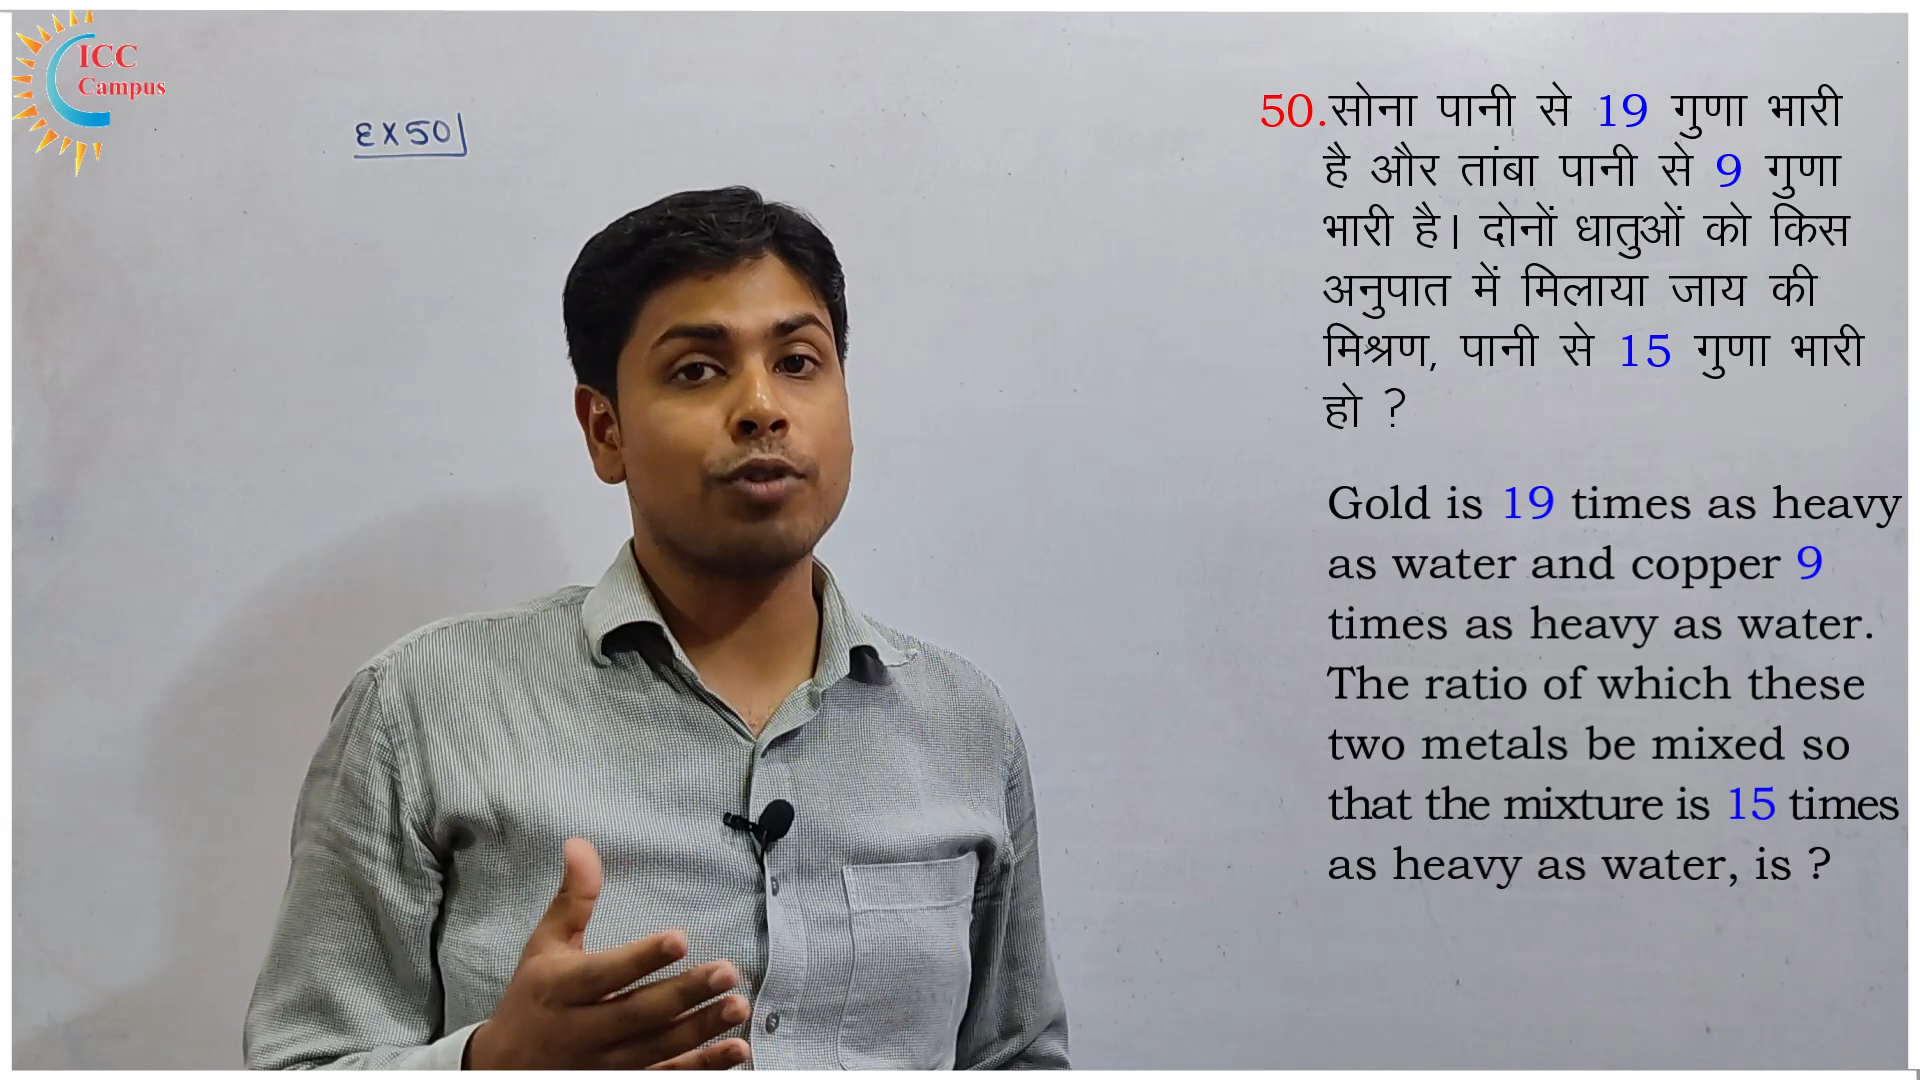 ICC
Campus
EX50
50.सोना पानी से 19 गुणा भारी
है और तांबा पानी से 9 गुणा
भारी है। दोनों धातुओं को किस
अनुपात में मिलाया जाय की
मिश्रण, पानी से 15 गुणा भारी
हो ?
Gold is 19 times as heavy
as water and copper 9
times as heavy as water.
The ratio of which these
two metals be mixed so
that the mixture is 15 times
as heavy as water, is ?